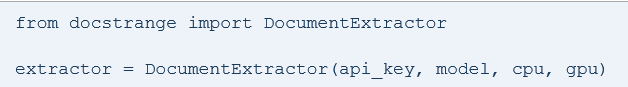 from docstrange import DocumentExtractor
extractor = DocumentExtractor(api_key, model, cpu, gpu)